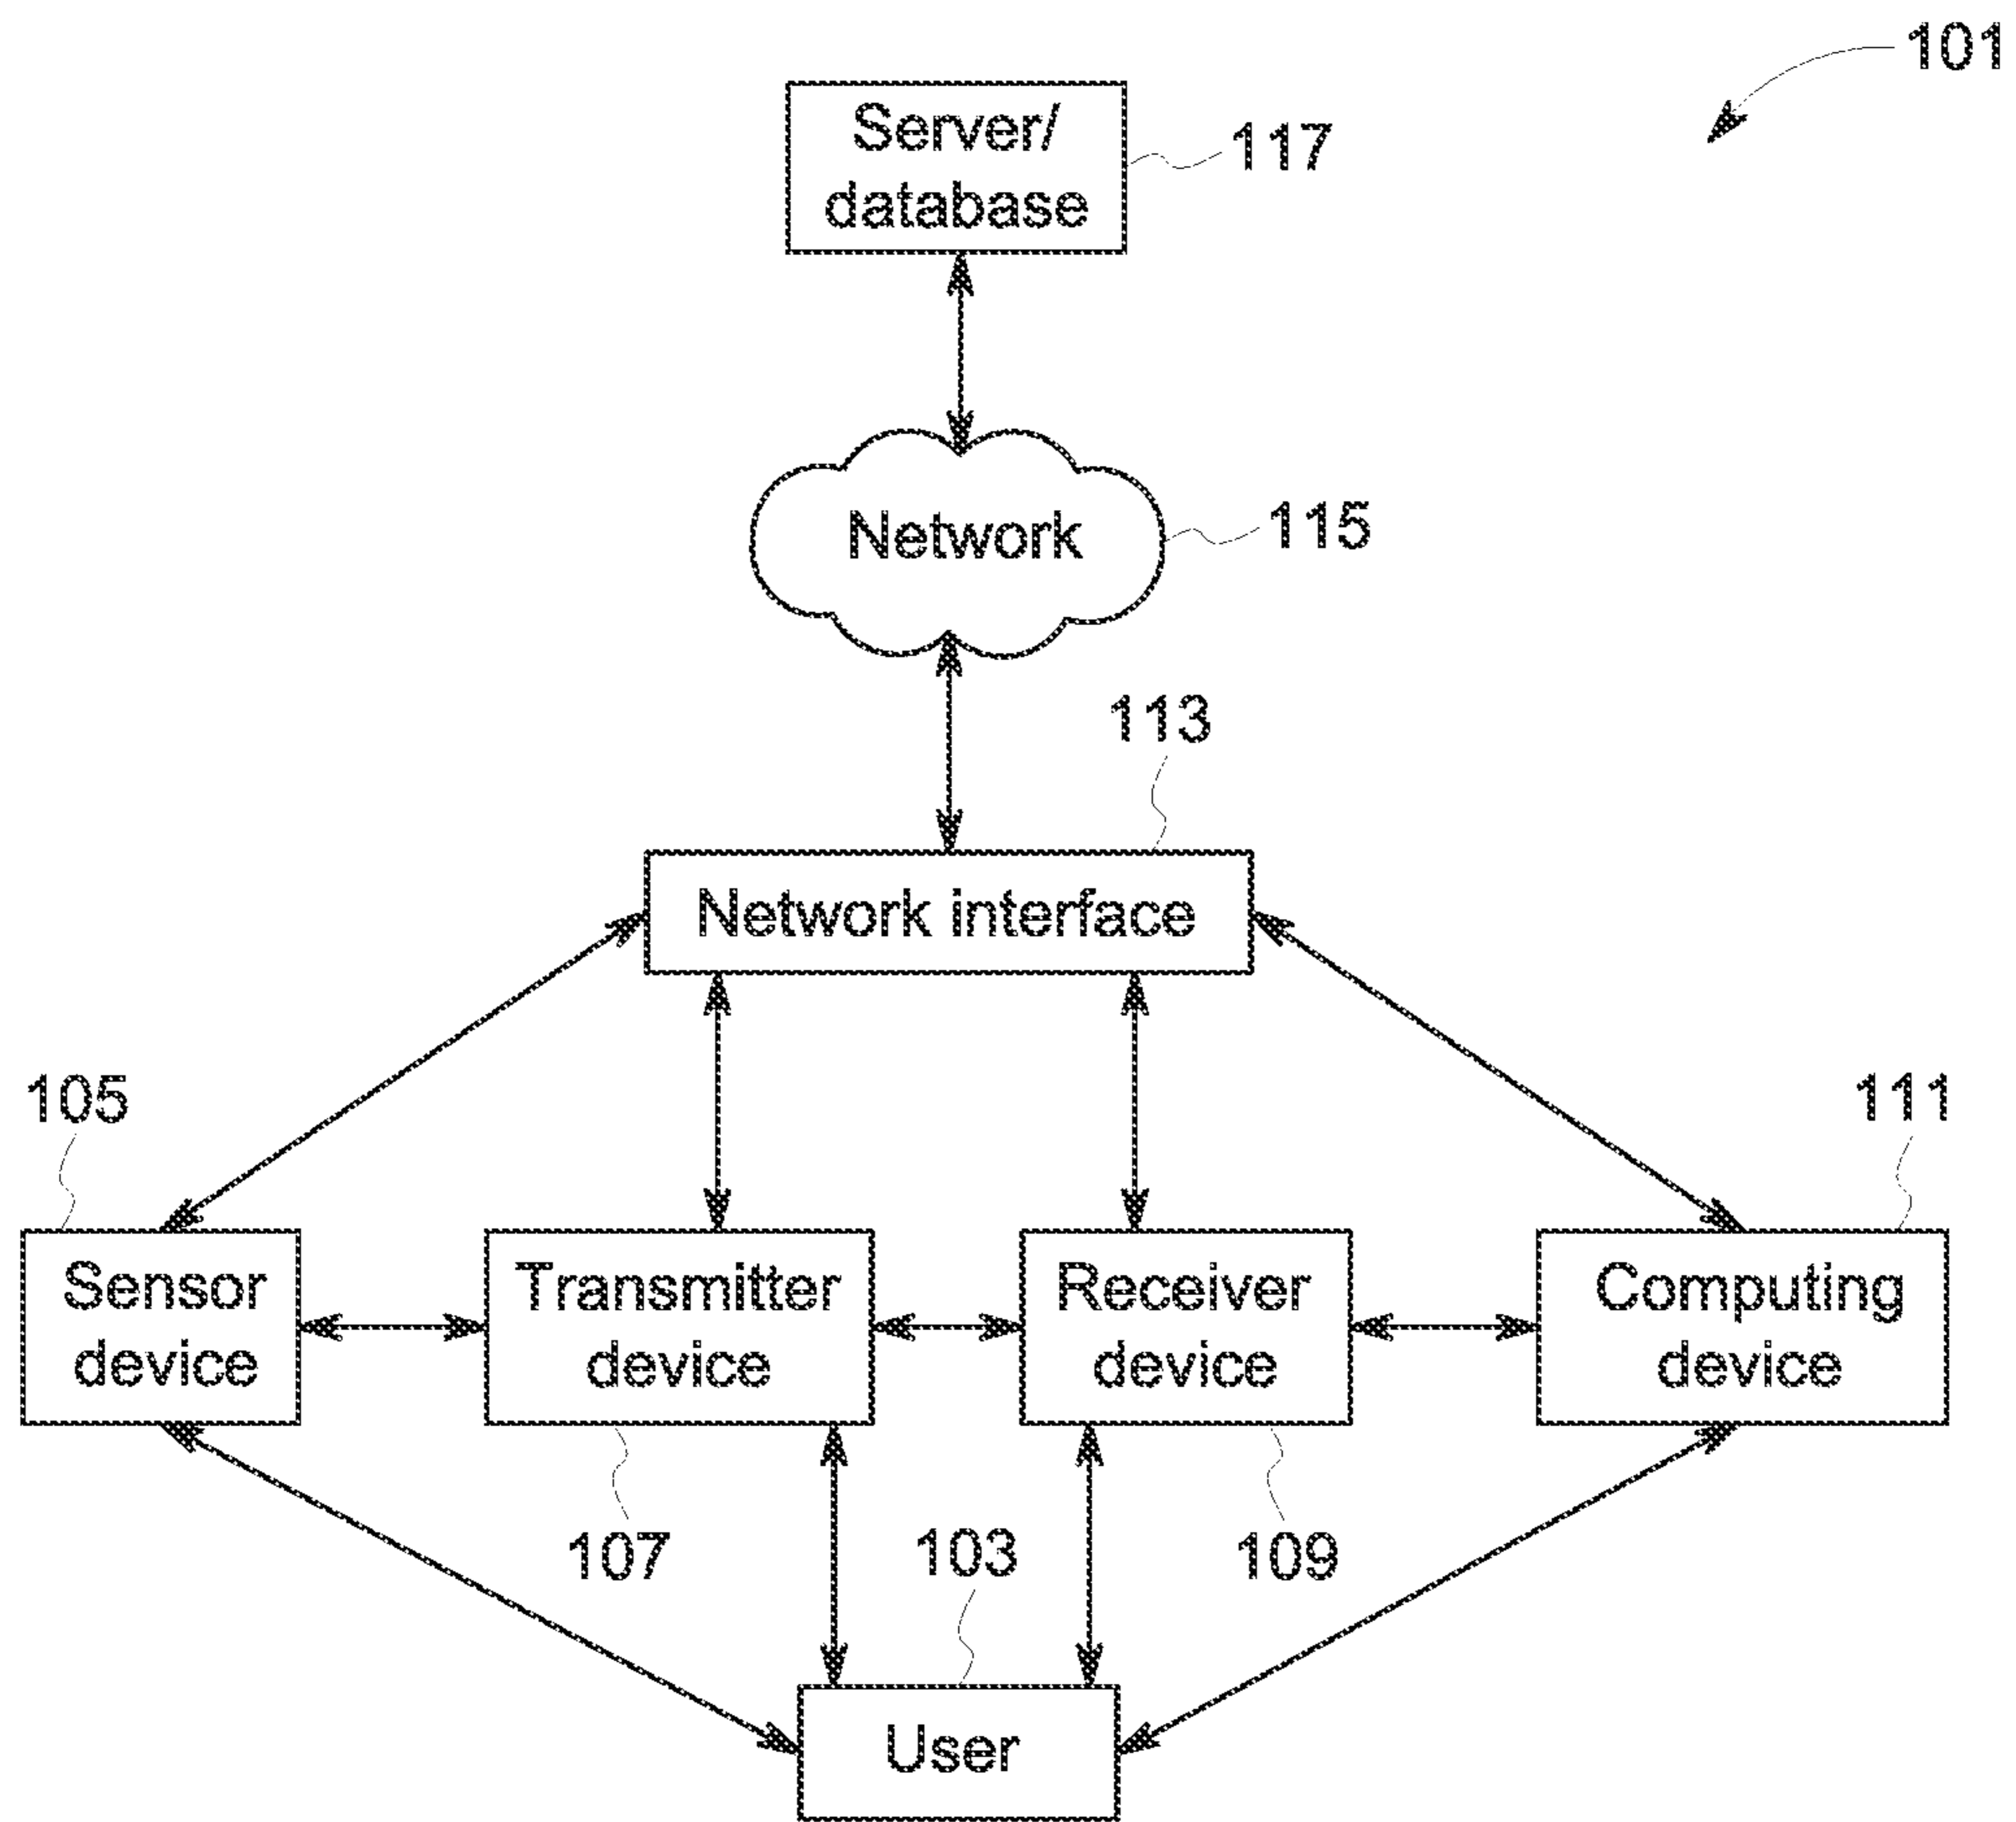 101
Server/
database
117
Network
115
113
Network interface
105
111
Sensor
device
Transmitter
device
Receiver
device
Computing
device
107
103
109
User